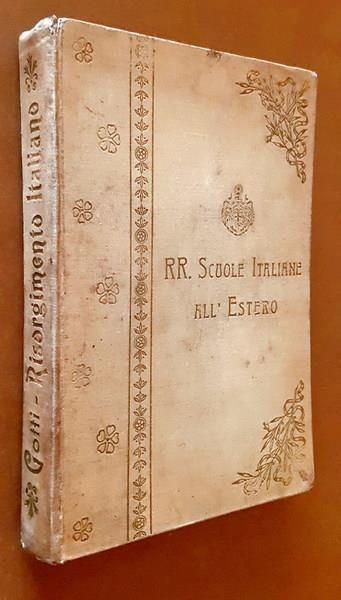 Gotti - Risorgimento Italiano
RR. SCUOLE ITALIANE
ALL' ESTERO